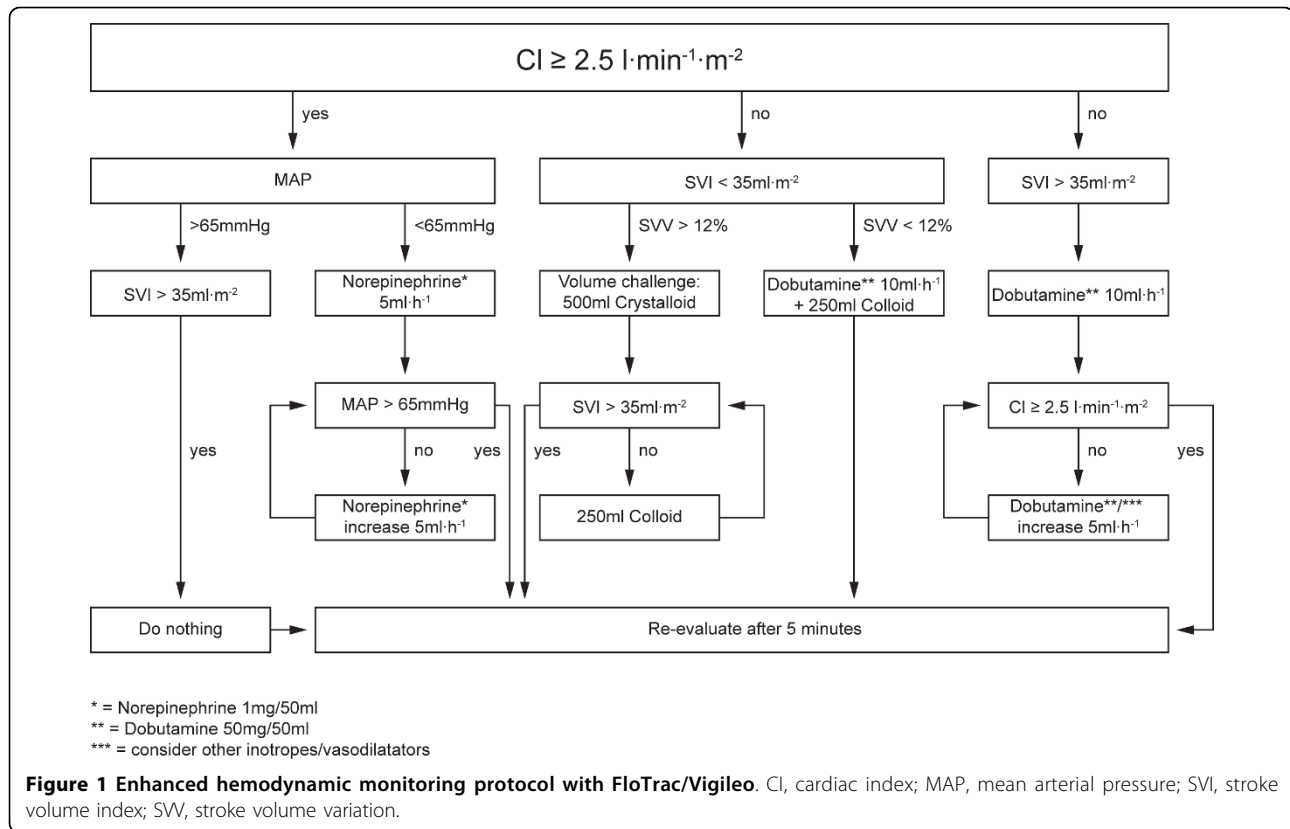 CI ≥ 2.5 l·min⁻¹·m⁻²
yes
no
no
MAP
SVI < 35ml·m⁻²
SVI > 35ml·m⁻²
>65mmHg
<65mmHg
SVV > 12%
SVV < 12%
SVI > 35ml·m⁻²
Norepinephrine*
5ml·h⁻¹
Volume challenge:
500ml Crystalloid
Dobutamine** 10ml·h⁻¹
+ 250ml Colloid
Dobutamine** 10ml·h⁻¹
MAP > 65mmHg
SVI > 35ml·m⁻²
CI ≥ 2.5 l·min⁻¹·m⁻²
yes
no
yes
yes
no
no
yes
Norepinephrine*
increase 5ml·h⁻¹
250ml Colloid
Dobutamine**/***
increase 5ml·h⁻¹
Do nothing
Re-evaluate after 5 minutes
* = Norepinephrine 1mg/50ml
** = Dobutamine 50mg/50ml
*** = consider other inotropes/vasodilatators
Figure 1 Enhanced hemodynamic monitoring protocol with FloTrac/Vigileo. CI, cardiac index; MAP, mean arterial pressure; SVI, stroke
volume index; SVV, stroke volume variation.